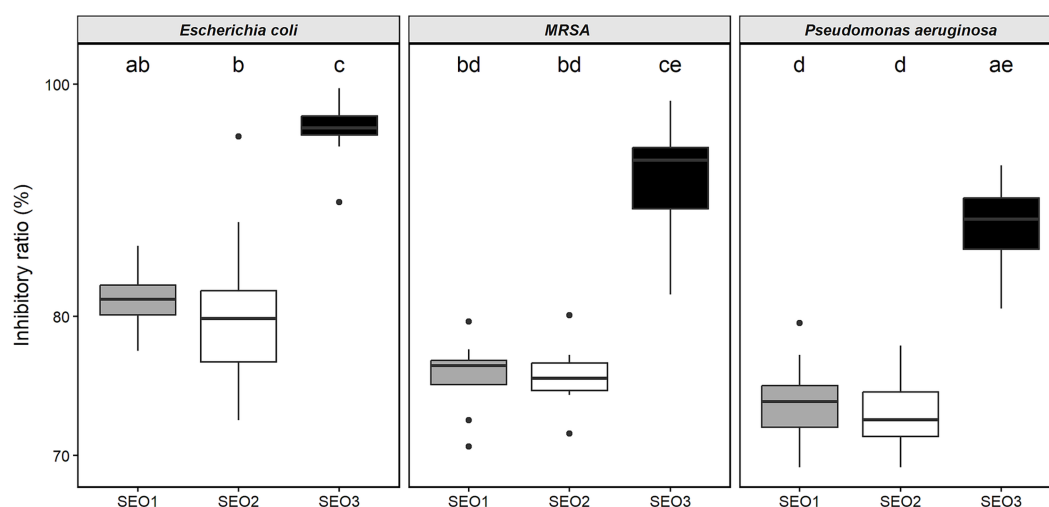 Escherichia coli
MRSA
Pseudomonas aeruginosa
ab b c
bd bd ce
d d ae
Inhibitory ratio (%)
100
80
70
SEO1 SEO2 SEO3
SEO1 SEO2 SEO3
SEO1 SEO2 SEO3